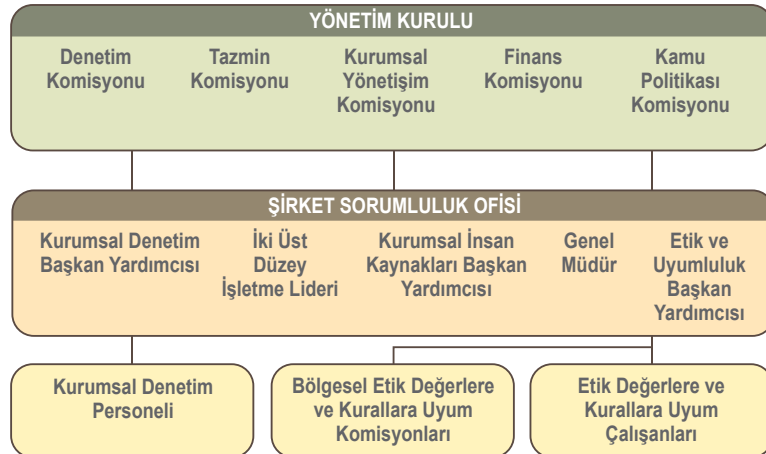 YÖNETİM KURULU
Denetim
Komisyonu
Tazmin
Komisyonu
Kurumsal
Yönetişim
Komisyonu
Finans
Komisyonu
Kamu
Politikası
Komisyonu
ŞİRKET SORUMLULUK OFİSİ
Kurumsal Denetim
Başkan Yardımcısı
İki Üst
Düzey
İşletme Lideri
Kurumsal İnsan
Kaynakları Başkan
Yardımcısı
Genel
Müdür
Etik ve
Uyumluluk
Başkan
Yardımcısı
Kurumsal Denetim
Personeli
Bölgesel Etik Değerlere
ve Kurallara Uyum
Komisyonları
Etik Değerlere ve
Kurallara Uyum
Çalışanları